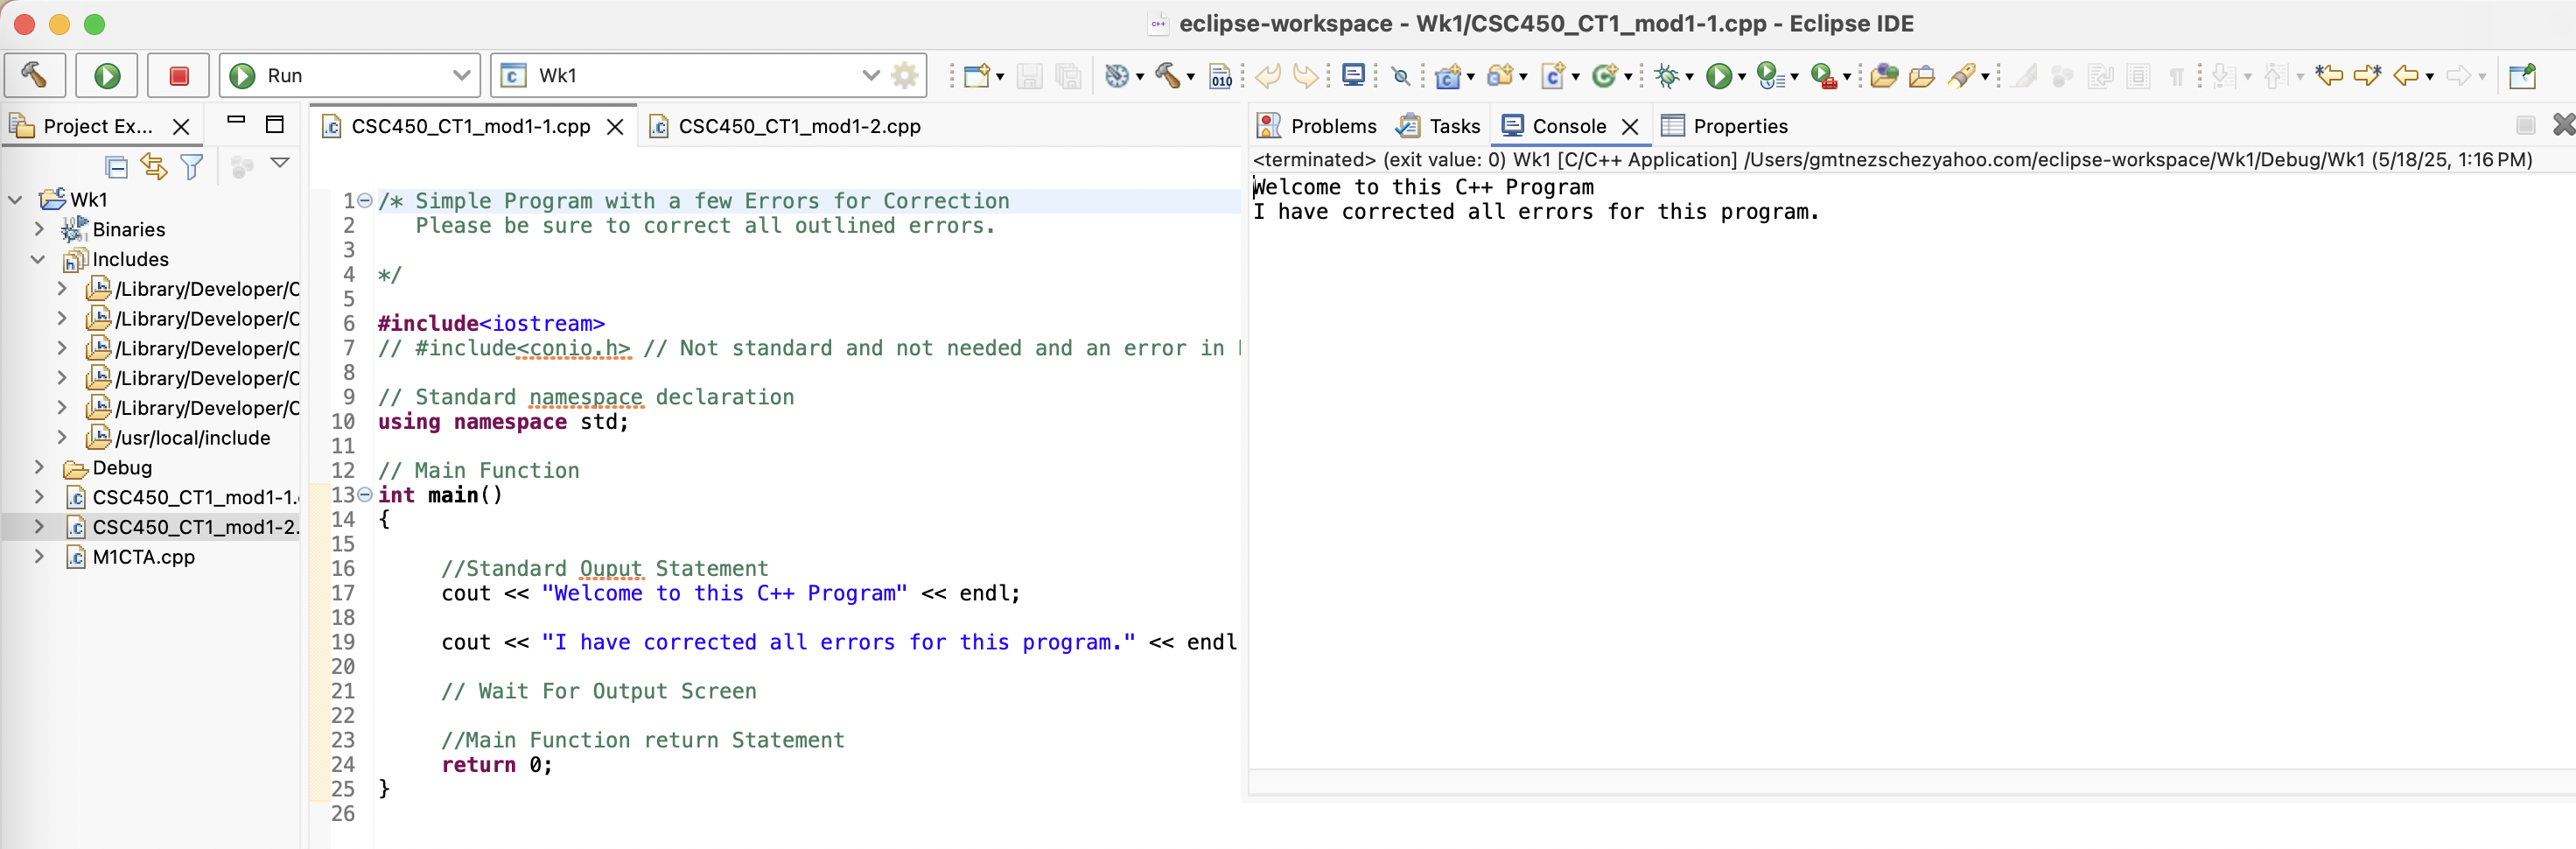 eclipse-workspace - Wk1/CSC450_CT1_mod1-1.cpp - Eclipse IDE
Run
Wk1
Project Ex...
Wk1
Binaries
Includes
/Library/Developer/C
/Library/Developer/C
/Library/Developer/C
/Library/Developer/C
/Library/Developer/C
/usr/local/include
Debug
CSC450_CT1_mod1-1.
CSC450_CT1_mod1-2.
M1CTA.cpp
CSC450_CT1_mod1-1.cpp CSC450_CT1_mod1-2.cpp
1 /* Simple Program with a few Errors for Correction
2 Please be sure to correct all outlined errors.
3
4 */
5
6 #include<iostream>
7 // #include<conio.h> // Not standard and not needed and an error in
8
9 // Standard namespace declaration
10 using namespace std;
11
12 // Main Function
13 int main()
14 {
15
16 //Standard Ouput Statement
17 cout << "Welcome to this C++ Program" << endl;
18
19 cout << "I have corrected all errors for this program." << endl
20
21 // Wait For Output Screen
22
23 //Main Function return Statement
24 return 0;
25 }
26
Problems Tasks Console Properties
<terminated> (exit value: 0) Wk1 [C/C++ Application] /Users/gmtnezschezyahoo.com/eclipse-workspace/Wk1/Debug/Wk1 (5/18/25, 1:16 PM)
Welcome to this C++ Program
I have corrected all errors for this program.